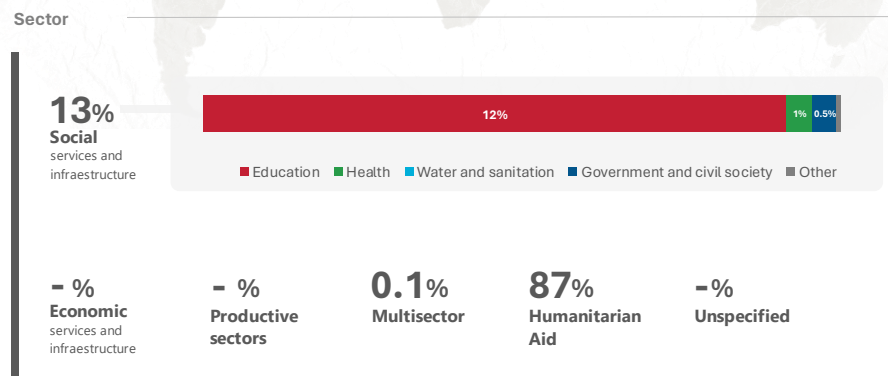 Sector
13%
Social
services and
infraestructure
12%
1%
0.5%
Education
Health
Water and sanitation
Government and civil society
Other
- %
Economic
services and
infraestructure
- %
Productive
sectors
0.1%
Multisector
87%
Humanitarian
Aid
-%
Unspecified